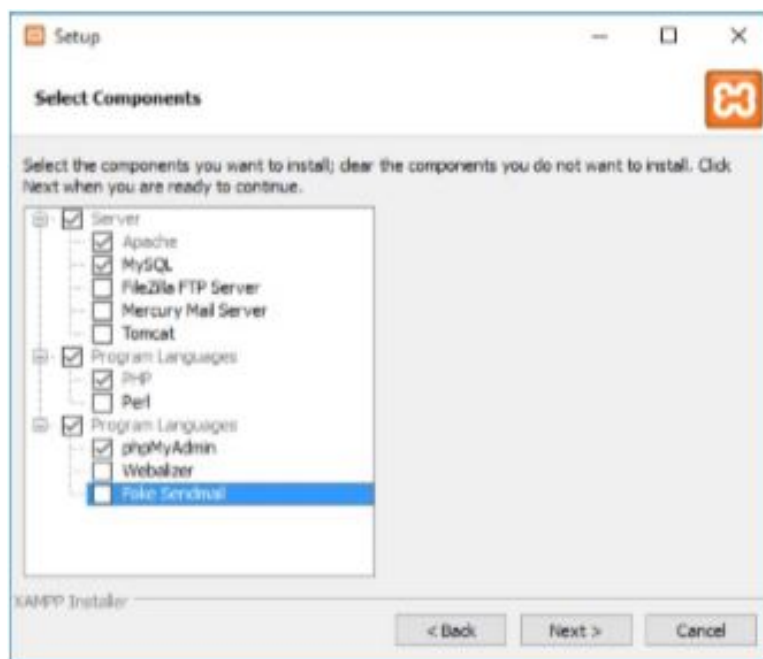 Setup
Select Components
Select the components you want to install; clear the components you do not want to install. Click
Next when you are ready to continue.
Server
Apache
MySQL
FileZilla FTP Server
Mercury Mail Server
Tomcat
Program Languages
PHP
Perl
Program Languages
phpMyAdmin
Webalizer
Fake Sendmail
XAMPP Installer
< Back
Next >
Cancel